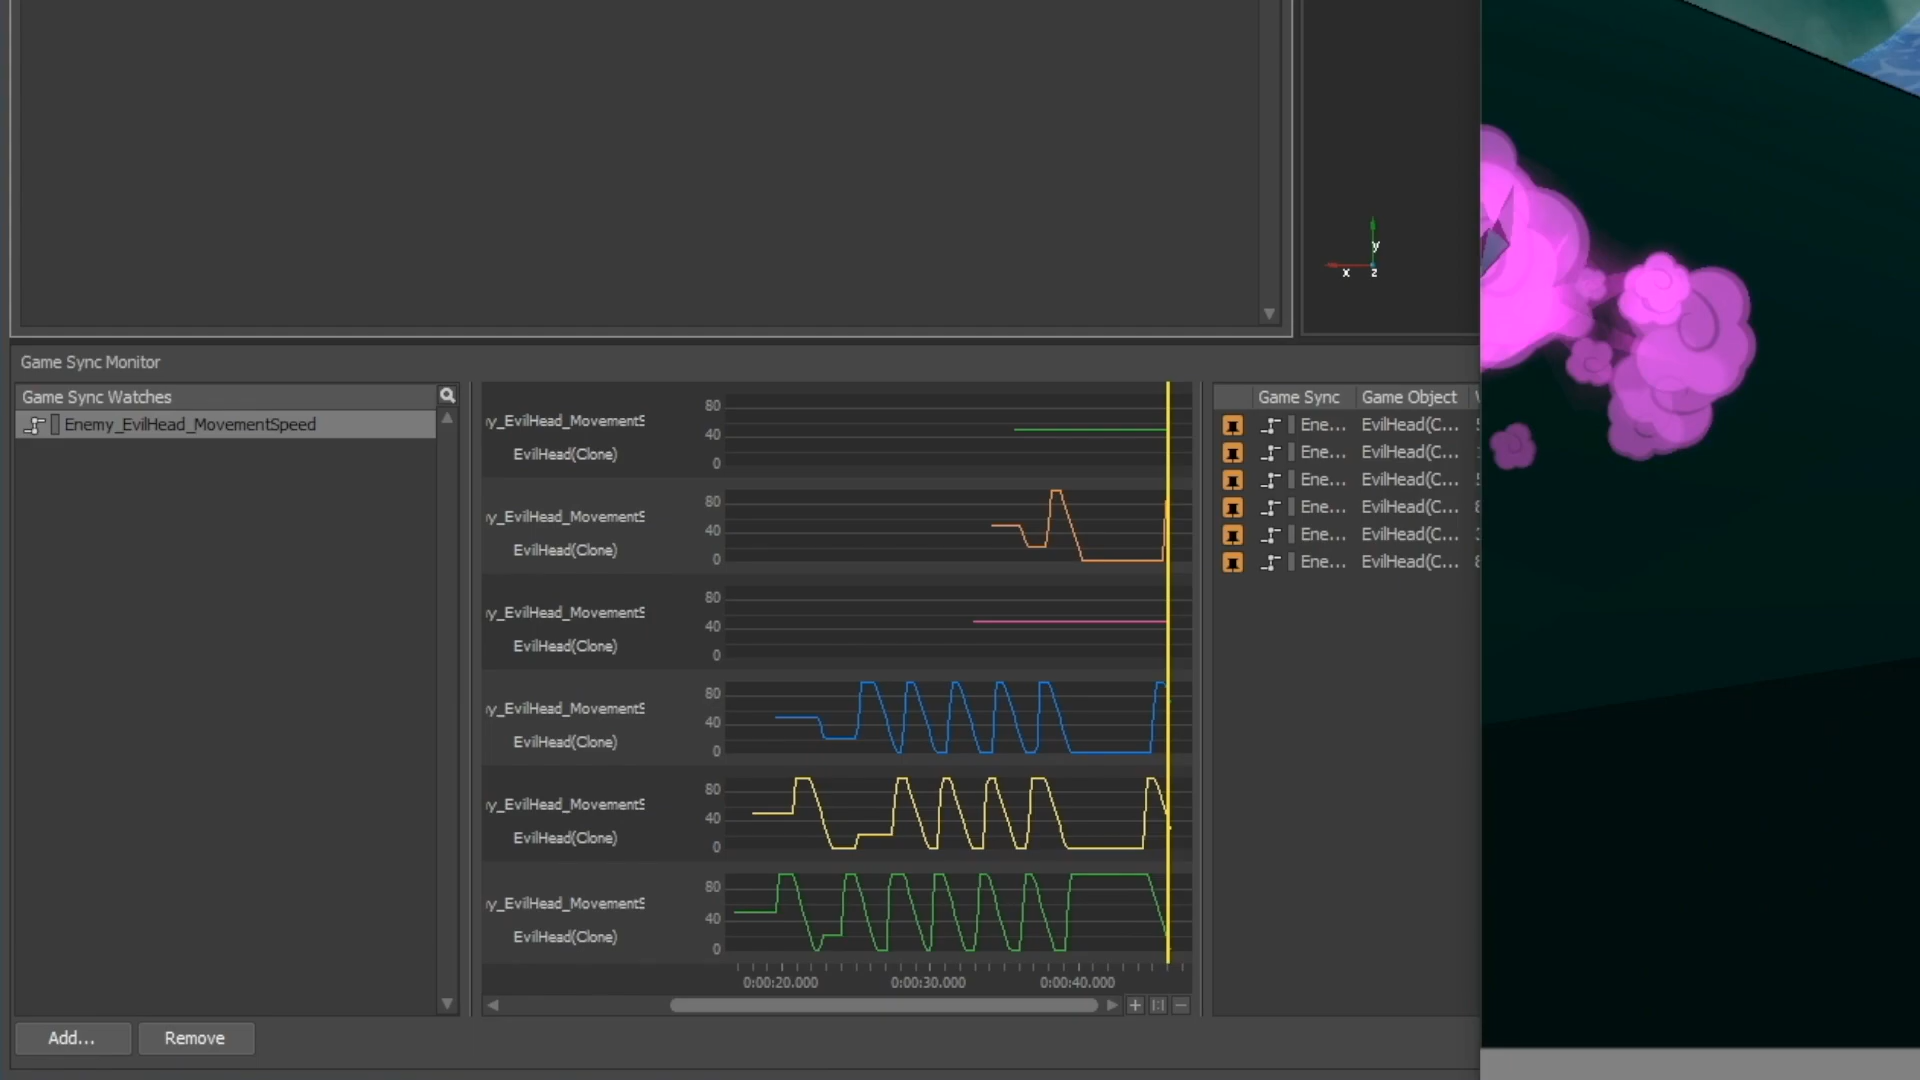 y
x
z
Game Sync Monitor
Game Sync Watches
Enemy_EvilHead_MovementSpeed
y_EvilHead_MovementS
EvilHead(Clone)
80
40
0
y_EvilHead_MovementS
EvilHead(Clone)
80
40
0
y_EvilHead_MovementS
EvilHead(Clone)
80
40
0
y_EvilHead_MovementS
EvilHead(Clone)
80
40
0
y_EvilHead_MovementS
EvilHead(Clone)
80
40
0
y_EvilHead_MovementS
EvilHead(Clone)
80
40
0
0:00:20.000 0:00:30.000 0:00:40.000
Game Sync Game Object
Ene... EvilHead(C...
Ene... EvilHead(C...
Ene... EvilHead(C...
Ene... EvilHead(C...
Ene... EvilHead(C...
Ene... EvilHead(C...
Add... Remove